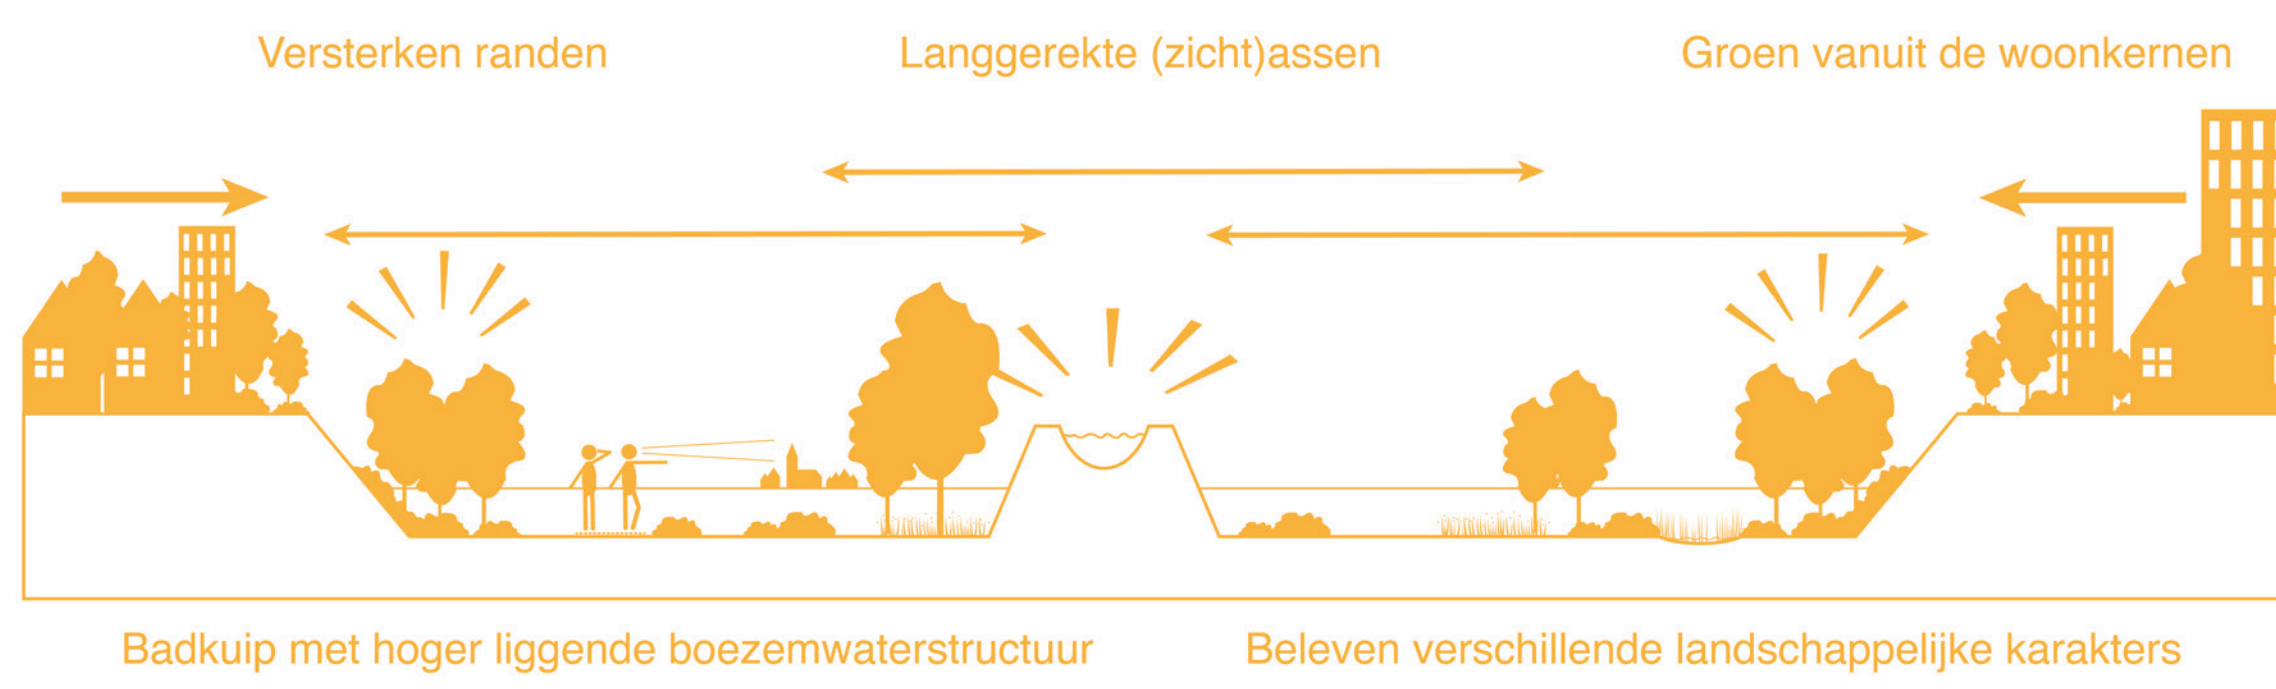 Versterken randen
Langgerekte (zicht)assen
Groen vanuit de woonkernen
Badkuip met hoger liggende boezemwaterstructuur
Beleven verschillende landschappelijke karakters